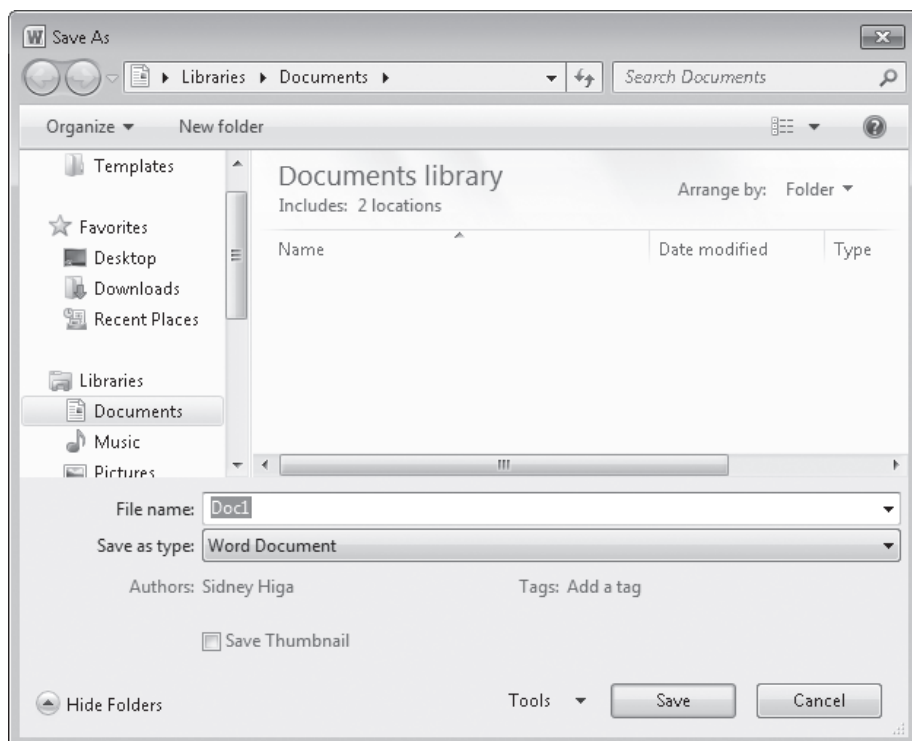 W Save As
Libraries Documents Search Documents
Organize New folder
Templates
Favorites
Desktop
Downloads
Recent Places
Libraries
Documents
Music
Pictures
Documents library
Includes: 2 locations
Arrange by: Folder
Name Date modified Type
File name: Doc1
Save as type: Word Document
Authors: Sidney Higa Tags: Add a tag
Save Thumbnail
Hide Folders Tools Save Cancel